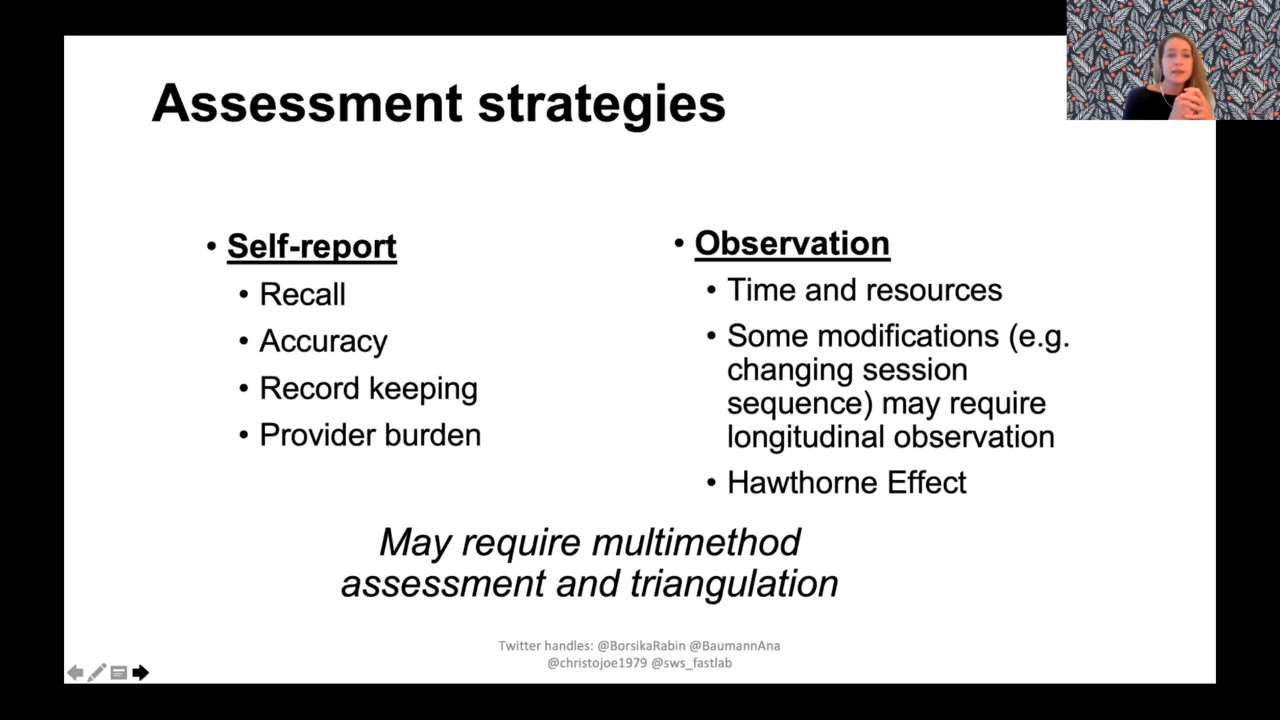 Assessment strategies
• Self-report
• Recall
• Accuracy
• Record keeping
• Provider burden
• Observation
• Time and resources
• Some modifications (e.g.
changing session
sequence) may require
longitudinal observation
• Hawthorne Effect
May require multimethod
assessment and triangulation
Twitter handles: @BorsikaRabin @BaumannAna
@christojoe1979 @sws_fastlab